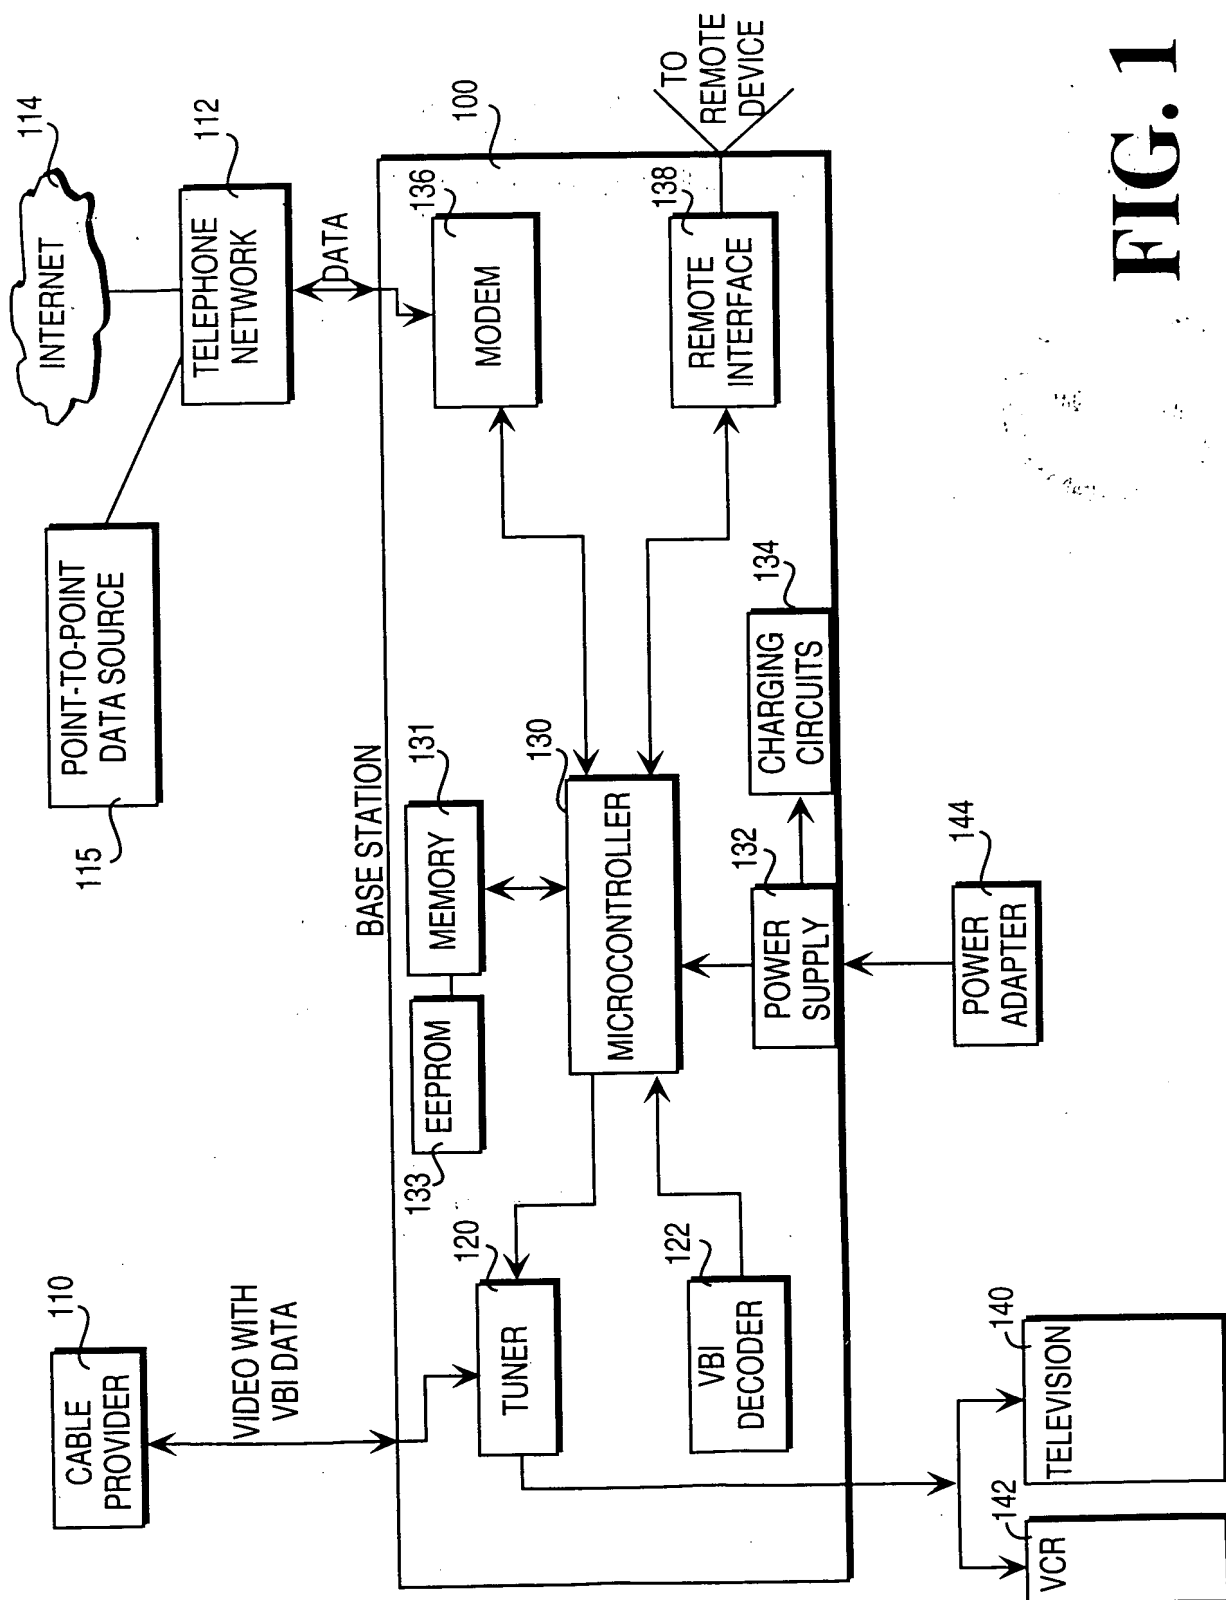 INTERNET
114
POINT-TO-POINT
DATA SOURCE
115
TELEPHONE
NETWORK
112
CABLE
PROVIDER
110
VIDEO WITH
VBI DATA
DATA
BASE STATION
100
EEPROM
133
MEMORY
131
MODEM
136
TUNER
120
MICROCONTROLLER
130
VBI
DECODER
122
REMOTE
INTERFACE
138
TO
REMOTE
DEVICE
POWER
SUPPLY
132
CHARGING
CIRCUITS
134
POWER
ADAPTER
144
VCR
142
TELEVISION
140
FIG. 1